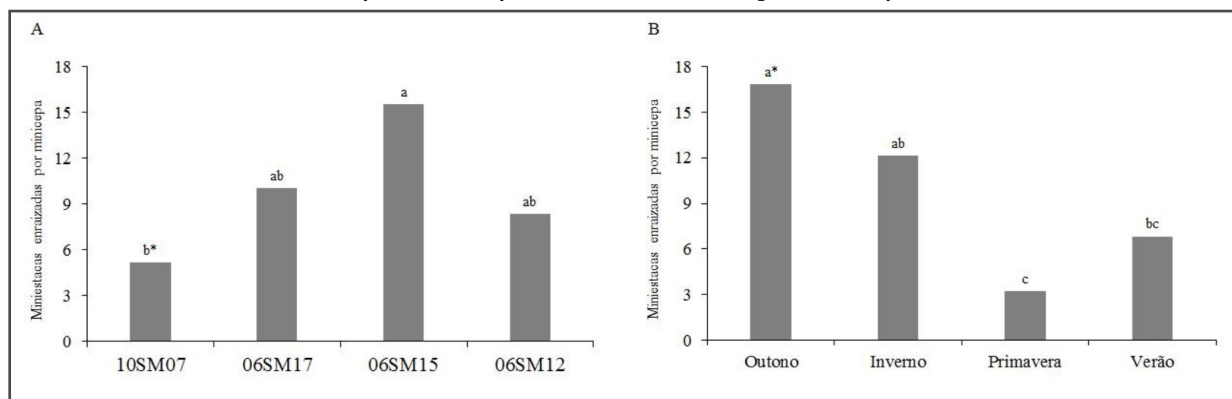 A
Miniestacas enraizadas por minicepa
18
15
12
9
6
3
0
b*
ab
a
ab
10SM07 06SM17 06SM15 06SM12
B
Miniestacas enraizadas por minicepa
18
15
12
9
6
3
0
a*
ab
c
bc
Outono Inverno Primavera Verão